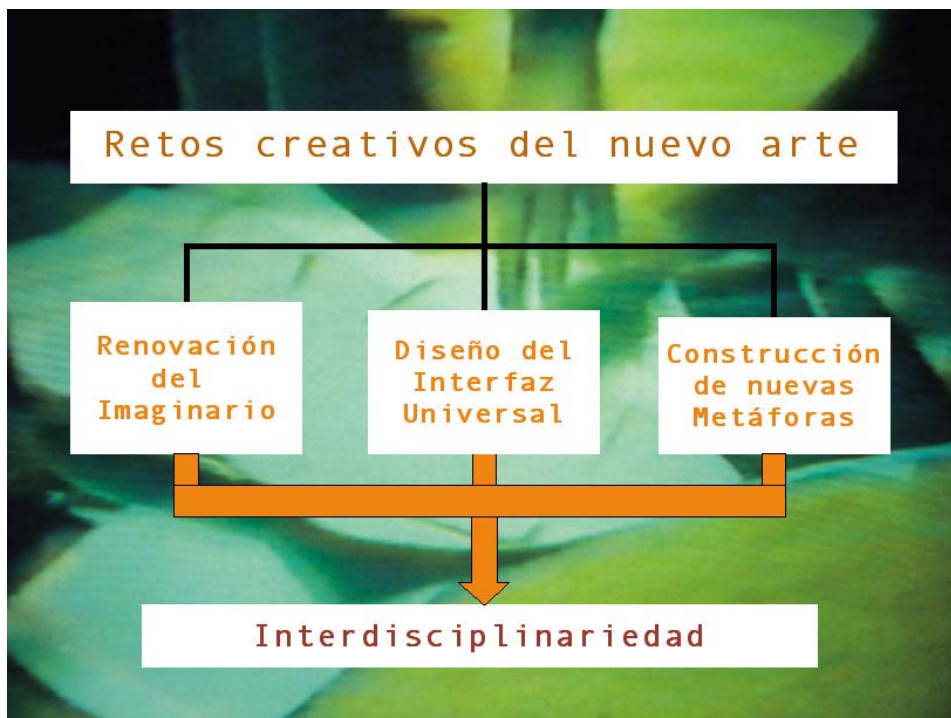 Retos creativos del nuevo arte
Renovación
del
Imaginario
Diseño del
Interfaz
Universal
Construcción
de nuevas
Metáforas
Interdisciplinariedad